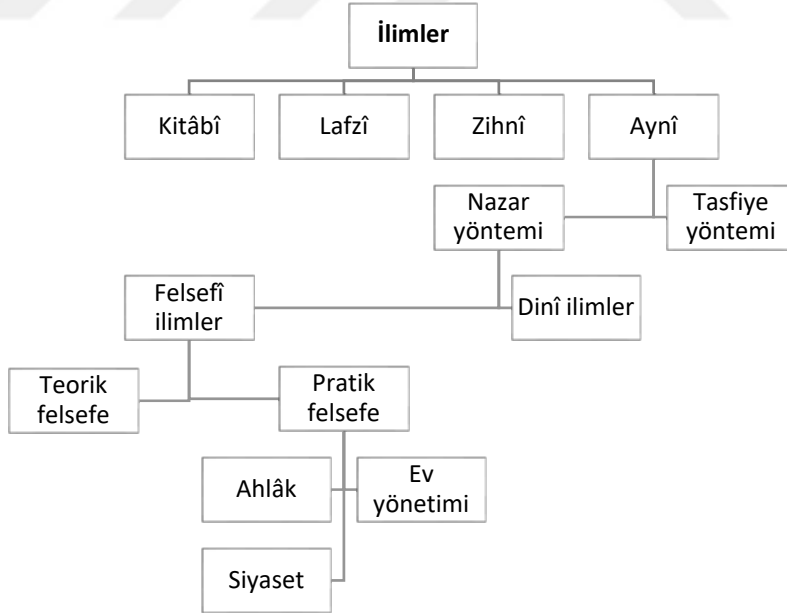 İlimler
Kitâbî
Lafzî
Zihnî
Aynî
Nazar
yöntemi
Tasfiye
yöntemi
Felsefî
ilimler
Dinî ilimler
Teorik
felsefe
Pratik
felsefe
Ahlâk
Ev
yönetimi
Siyaset